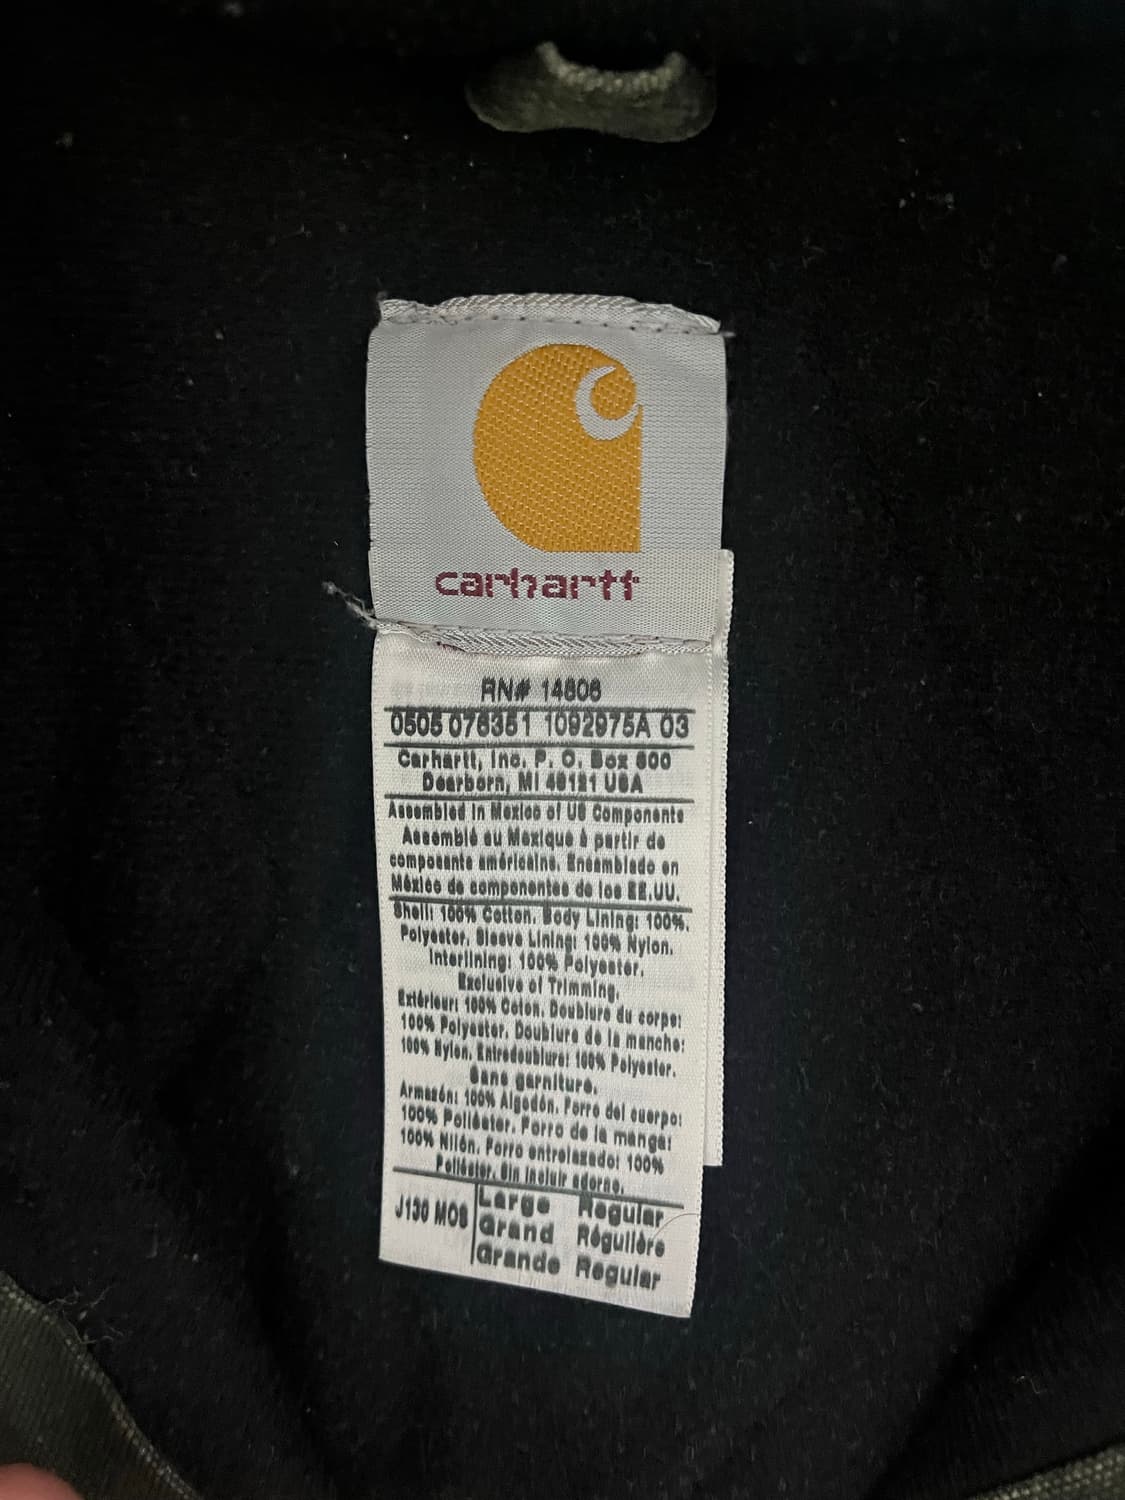 carhartt
RN# 14806
0505 076351 1092975A 03
Carhartt, Inc. P. O. Box 600
Dearborn, MI 48121 USA
Assembled in Mexico of US Components
Assemblé au Mexique à partir de
composants américains. Ensamblado en
México de componentes de los EE.UU.
Shell: 100% Cotton. Body Lining: 100%.
Polyester. Sleeve Lining: 100% Nylon.
Interlining: 100% Polyester.
Exclusive of Trimming.
Extérieur: 100% Coton. Doublure du corps:
100% Polyester. Doublure de la manche:
100% Nylon. Entredoublure: 100% Polyester.
Sans garniture.
Armazón: 100% Algodón. Forro del cuerpo:
100% Poliéster. Forro de la manga:
100% Nilón. Forro entrelazado: 100%
Poliéster. Sin incluir adorno.
J130 MOS
Large Regular
Grand Régulière
Grande Regular